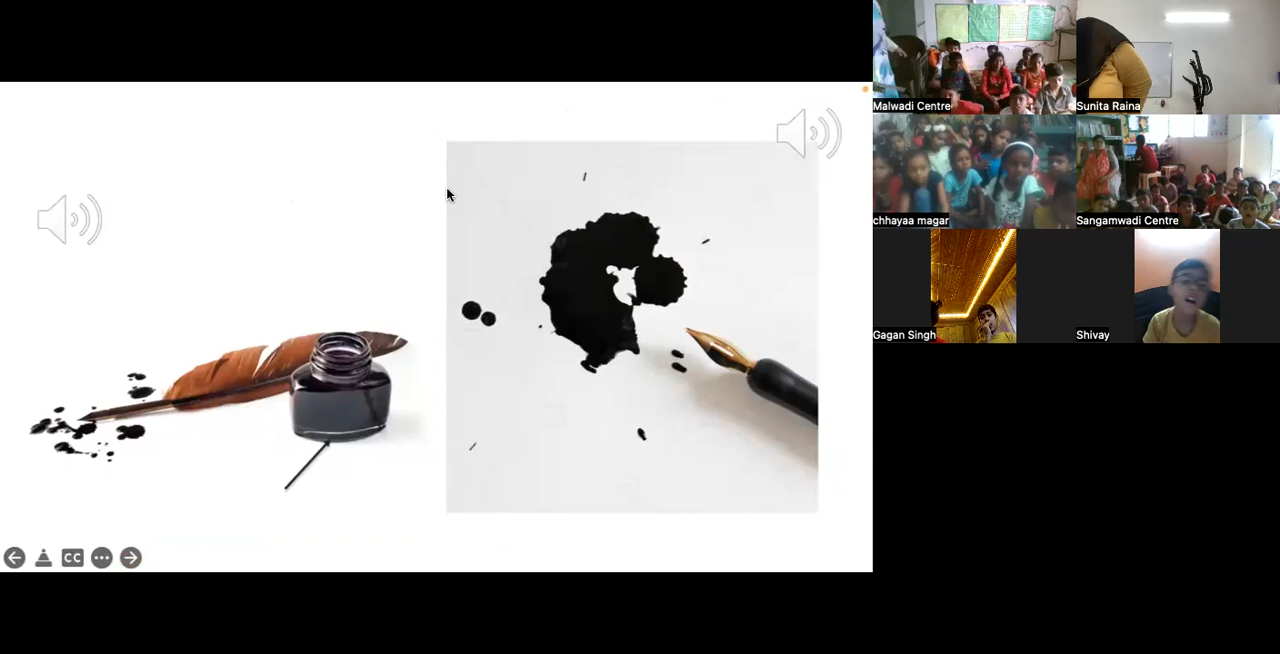 Malwadi Centre
Sunita Raina
chhayaa magar
Sangamwadi Centre
Gagan Singh
Shivay
CC